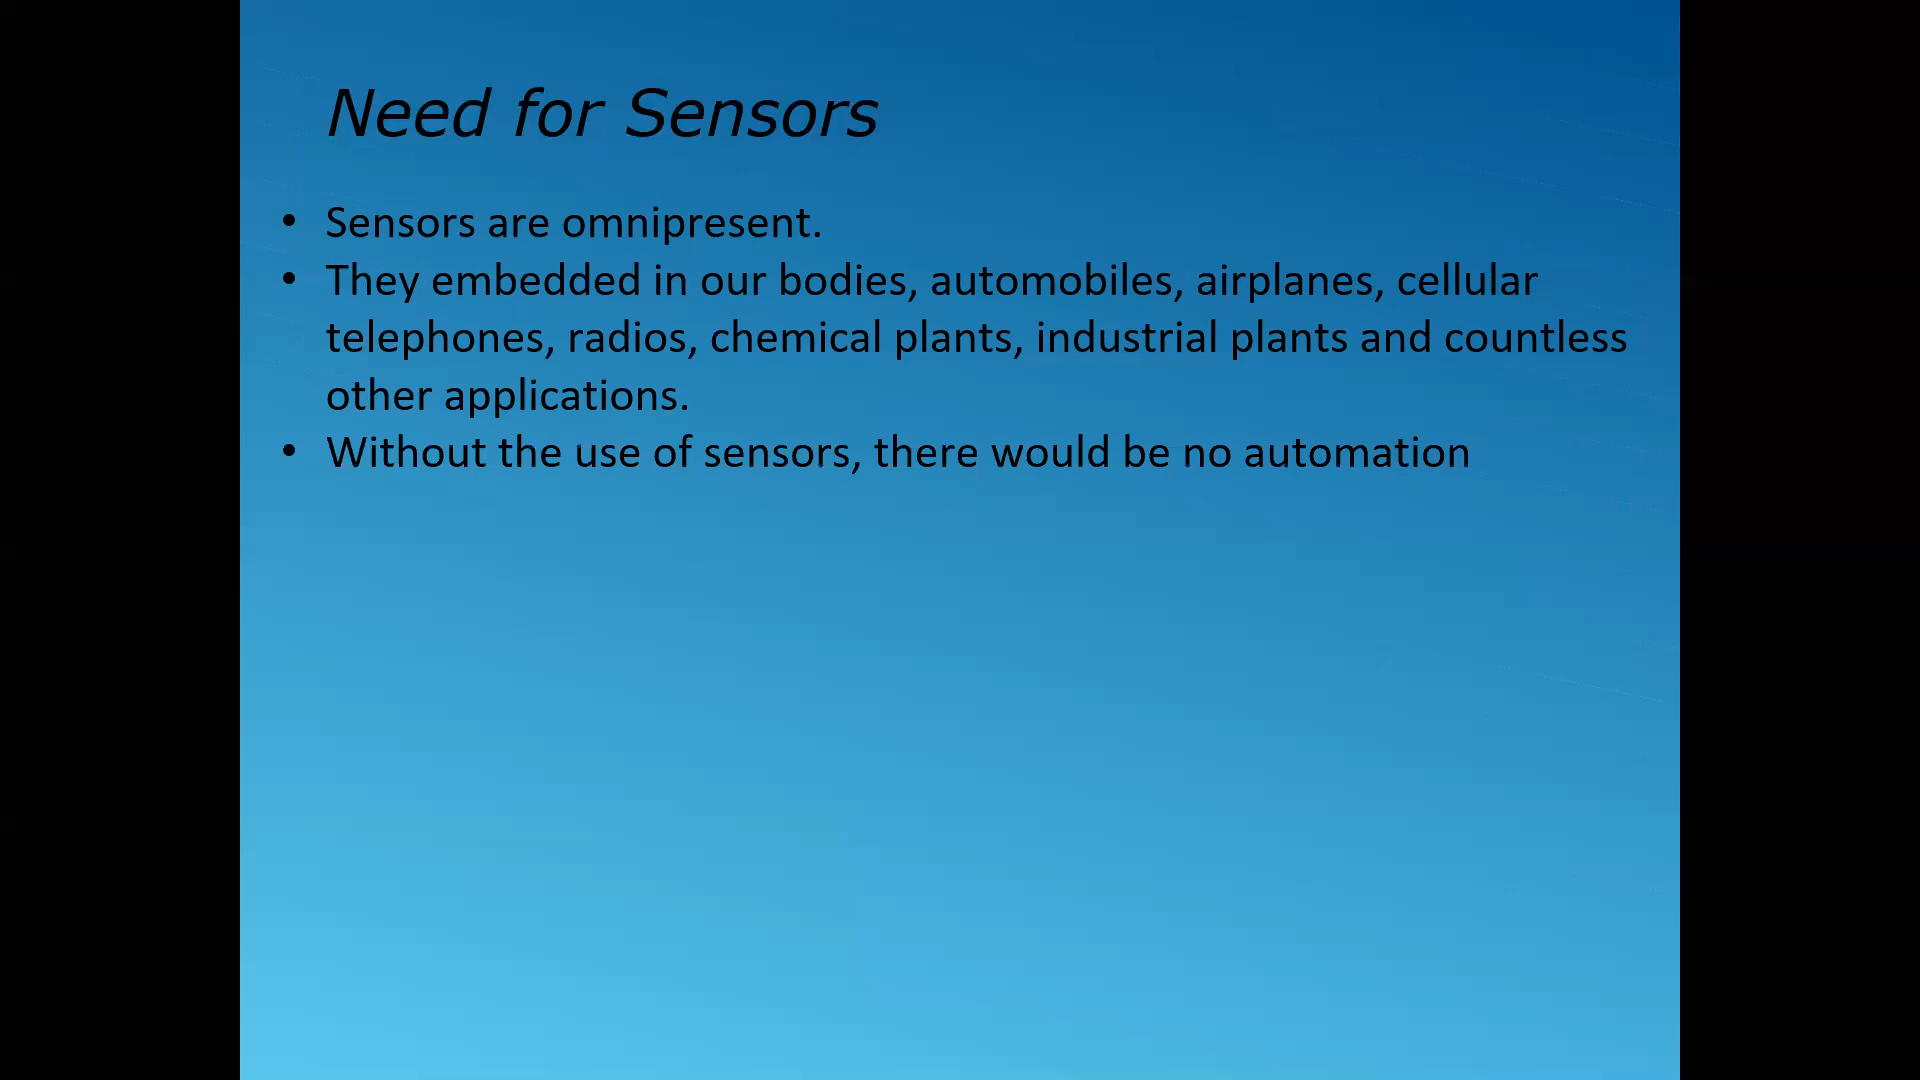 Need for Sensors
• Sensors are omnipresent.
• They embedded in our bodies, automobiles, airplanes, cellular
telephones, radios, chemical plants, industrial plants and countless
other applications.
• Without the use of sensors, there would be no automation